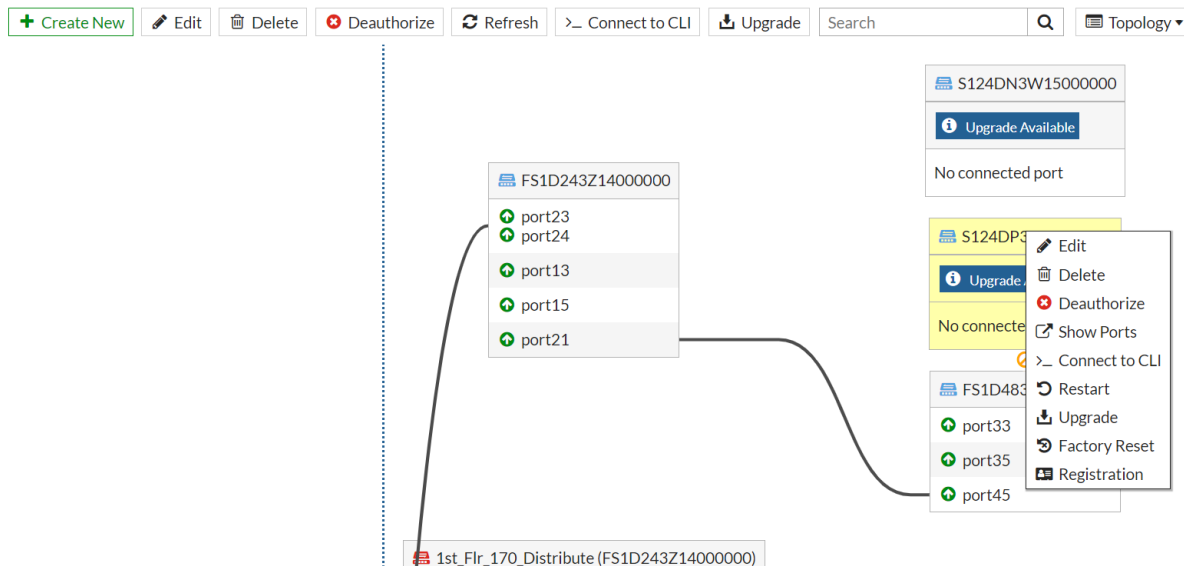 Create New Edit Delete Deauthorize Refresh >_ Connect to CLI Upgrade Search Topology
S124DN3W15000000
Upgrade Available
No connected port
FS1D243Z14000000
port23
port24
port13
port15
port21
S124DP3
Upgrade
No connecte
Edit
Delete
Deauthorize
Show Ports
>_ Connect to CLI
Restart
Upgrade
Factory Reset
Registration
FS1D483
port33
port35
port45
1st_Flr_170_Distribute (FS1D243Z14000000)